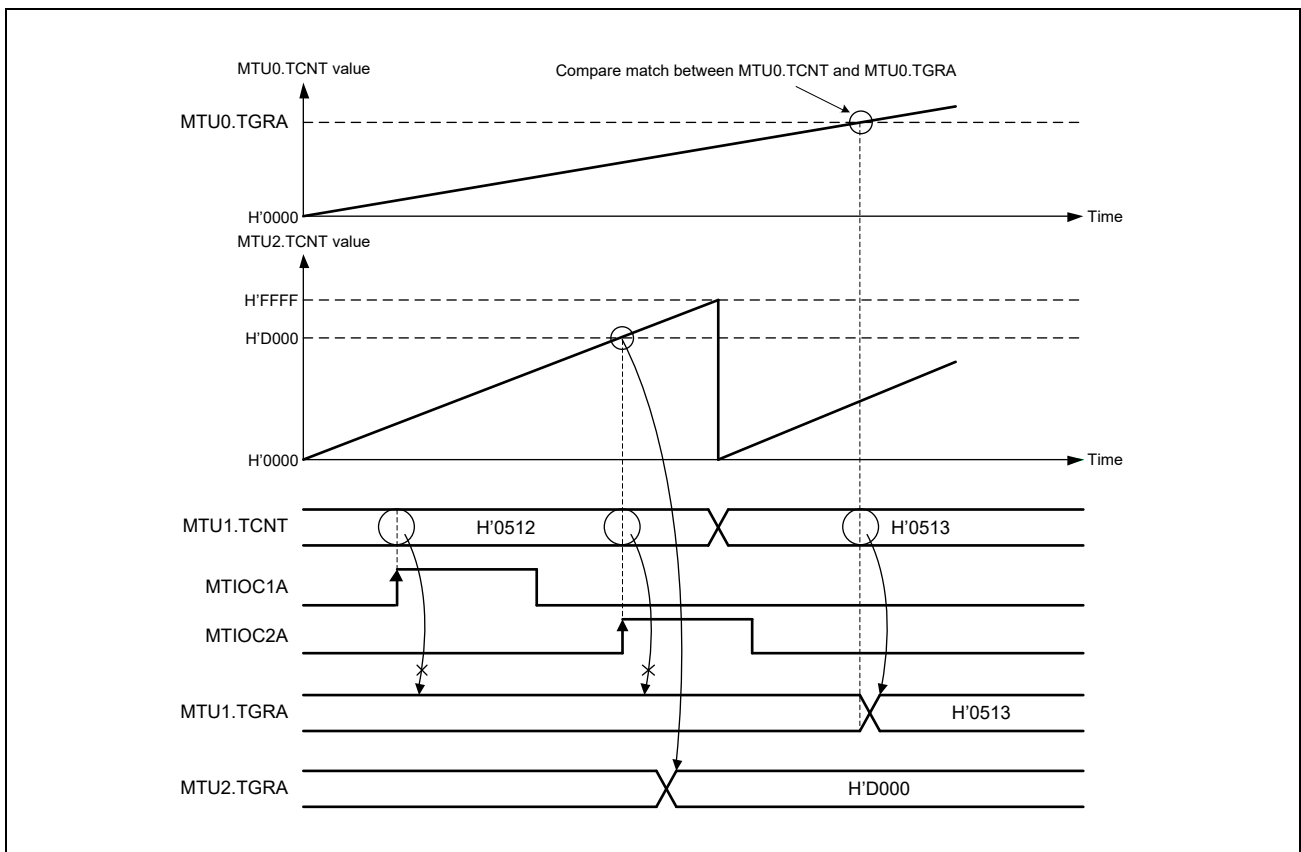 MTU0.TCNT value
Compare match between MTU0.TCNT and MTU0.TGRA
MTU0.TGRA
H’0000
Time
MTU2.TCNT value
H’FFFF
H’D000
H’0000
Time
MTU1.TCNT
H’0512
H’0513
MTIOC1A
MTIOC2A
MTU1.TGRA
H’0513
MTU2.TGRA
H’D000